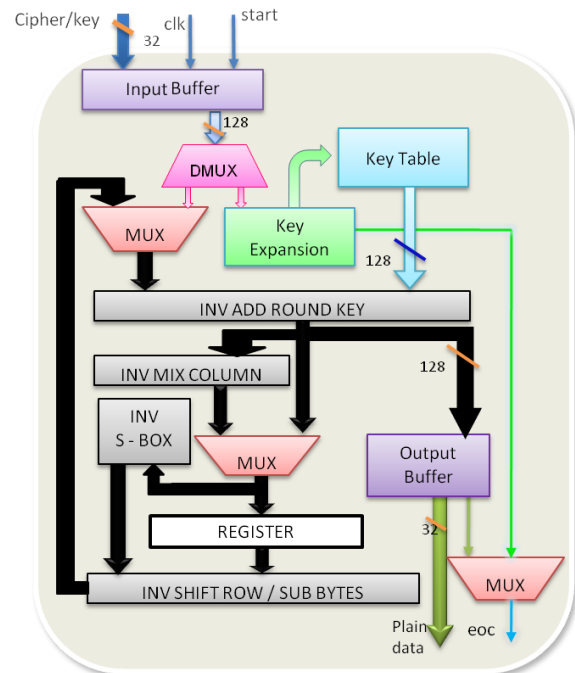 Cipher/key
32
clk
start
Input Buffer
128
DMUX
Key Table
MUX
Key
Expansion
128
INV ADD ROUND KEY
INV MIX COLUMN
128
INV
S - BOX
MUX
Output
Buffer
REGISTER
32
INV SHIFT ROW / SUB BYTES
MUX
Plain
data
eoc